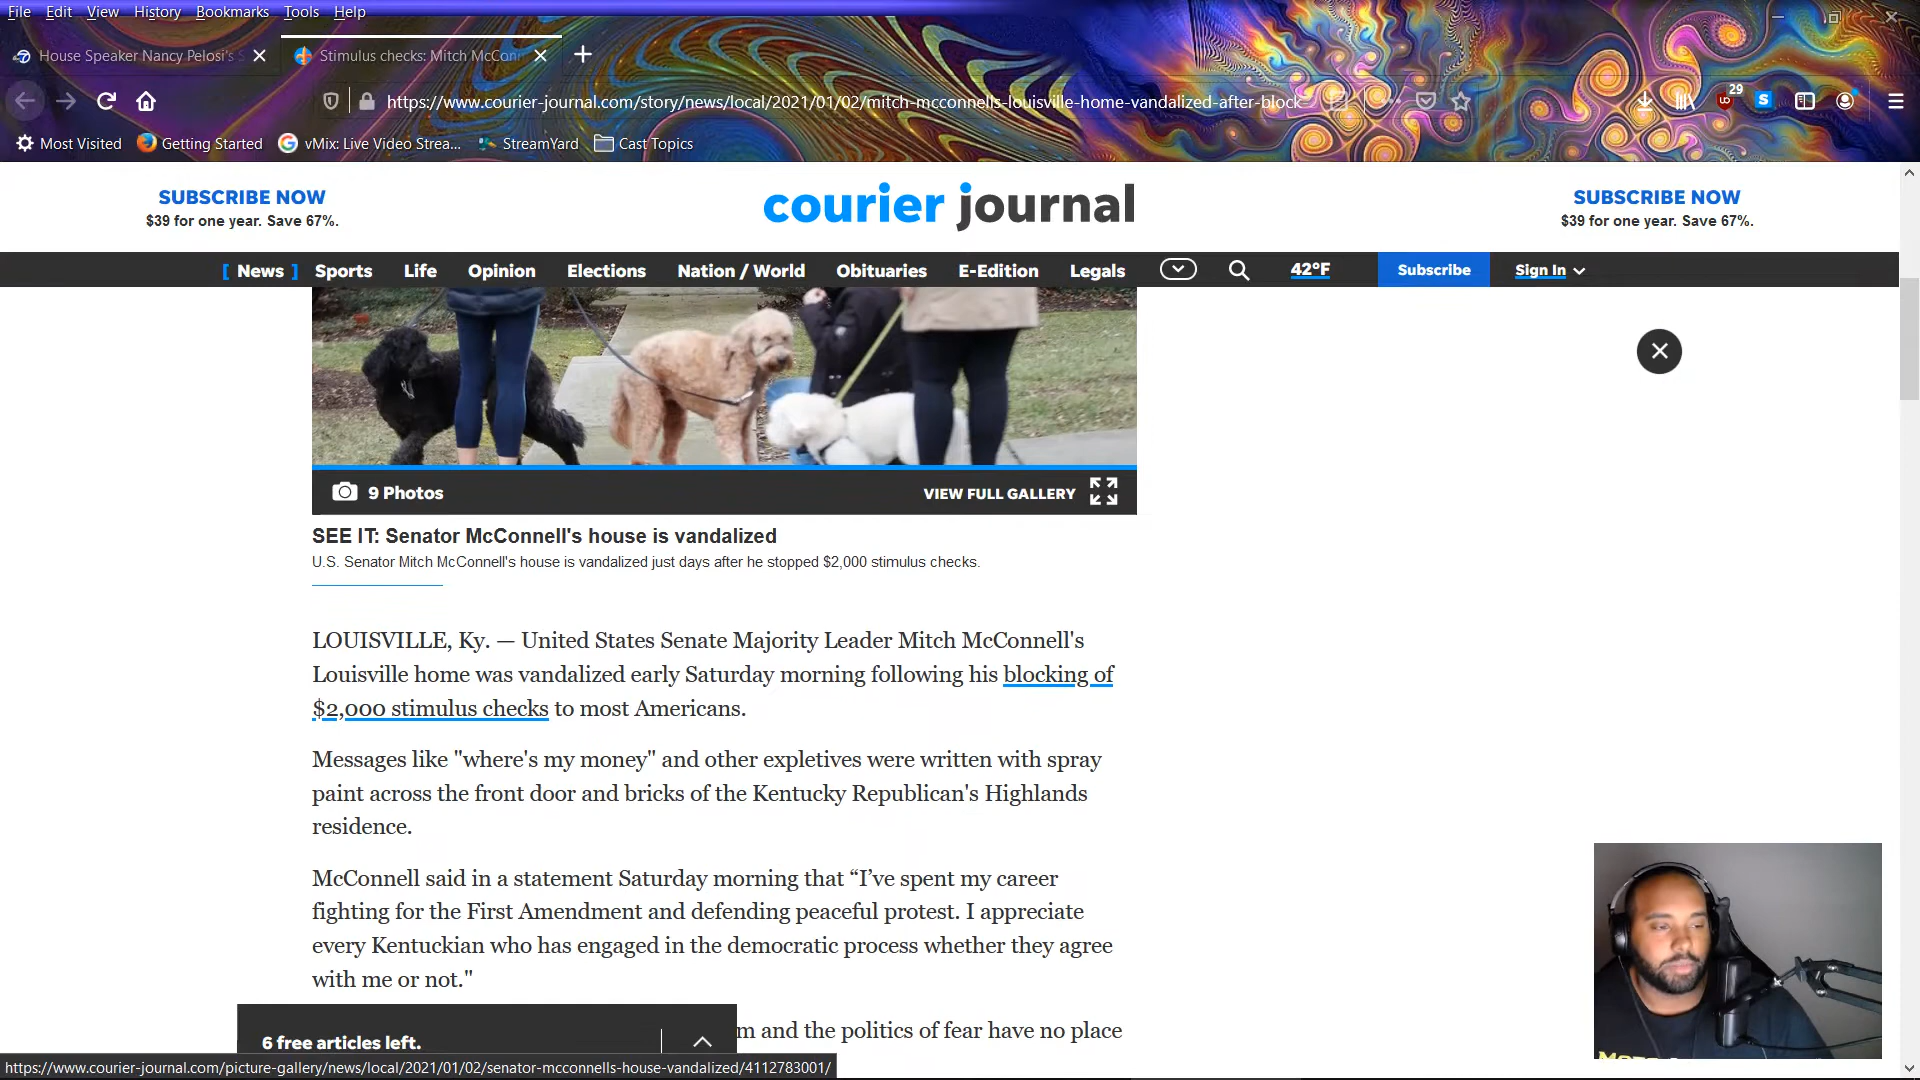 File Edit View History Bookmarks Tools Help
House Speaker Nancy Pelosi's S
Stimulus checks: Mitch McConn
https://www.courier-journal.com/story/news/local/2021/01/02/mitch-mcconnells-louisville-home-vandalized-after-block
29
Most Visited Getting Started vMix: Live Video Strea... StreamYard Cast Topics
SUBSCRIBE NOW
$39 for one year. Save 67%.
courier journal
SUBSCRIBE NOW
$39 for one year. Save 67%.
[ News ] Sports Life Opinion Elections Nation / World Obituaries E-Edition Legals 42°F Subscribe Sign In
9 Photos VIEW FULL GALLERY
SEE IT: Senator McConnell's house is vandalized
U.S. Senator Mitch McConnell's house is vandalized just days after he stopped $2,000 stimulus checks.
LOUISVILLE, Ky. — United States Senate Majority Leader Mitch McConnell's
Louisville home was vandalized early Saturday morning following his blocking of
$2,000 stimulus checks to most Americans.
Messages like "where's my money" and other expletives were written with spray
paint across the front door and bricks of the Kentucky Republican's Highlands
residence.
McConnell said in a statement Saturday morning that “I’ve spent my career
fighting for the First Amendment and defending peaceful protest. I appreciate
every Kentuckian who has engaged in the democratic process whether they agree
with me or not."
m and the politics of fear have no place
6 free articles left.
https://www.courier-journal.com/picture-gallery/news/local/2021/01/02/senator-mcconnells-house-vandalized/4112783001/